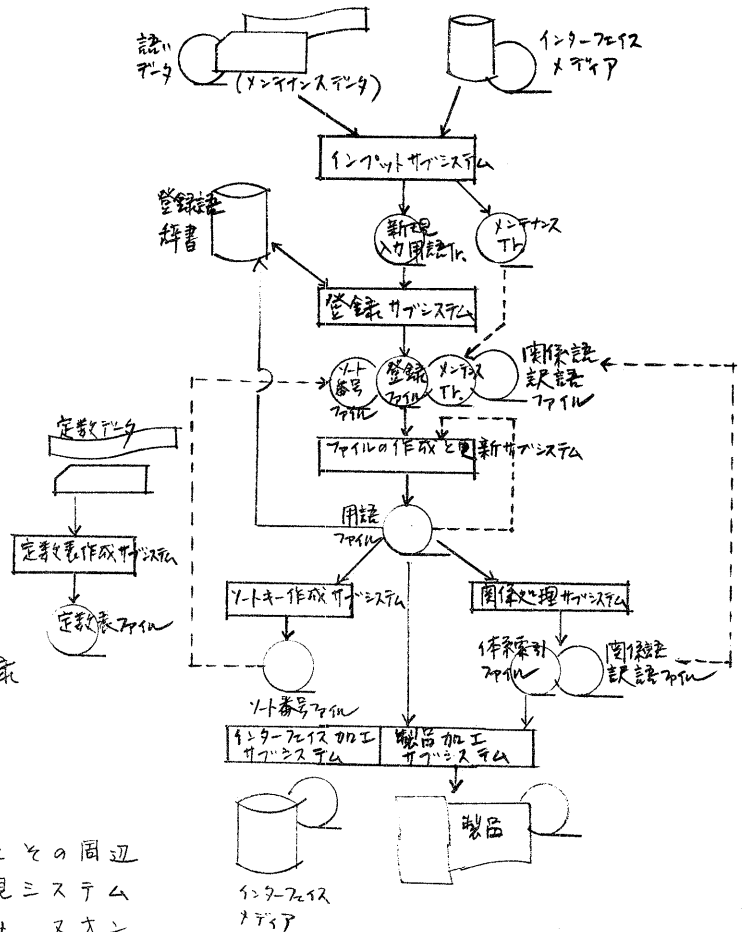 語い
データ
(メンテナンスデータ)
インターフェイス
メディア
インプットサブシステム
登録語
辞書
新規
入力用語Tr.
メンテナンス
Tr.
登録サブシステム
ソート
番号
ファイル
登録
ファイル
メンテナンス
Tr.
関係語
訳語
ファイル
定数データ
ファイルの作成と更新サブシステム
用語
ファイル
定数表作成サブシステム
定数表ファイル
ソートキー作成サブシステム
関係処理サブシステム
体系索引
ファイル
関係語
訳語ファイル
ソート番号ファイル
インターフェイス加工
サブシステム
製品加工
サブシステム
製品
インターフェイス
メディア
その周辺
システム